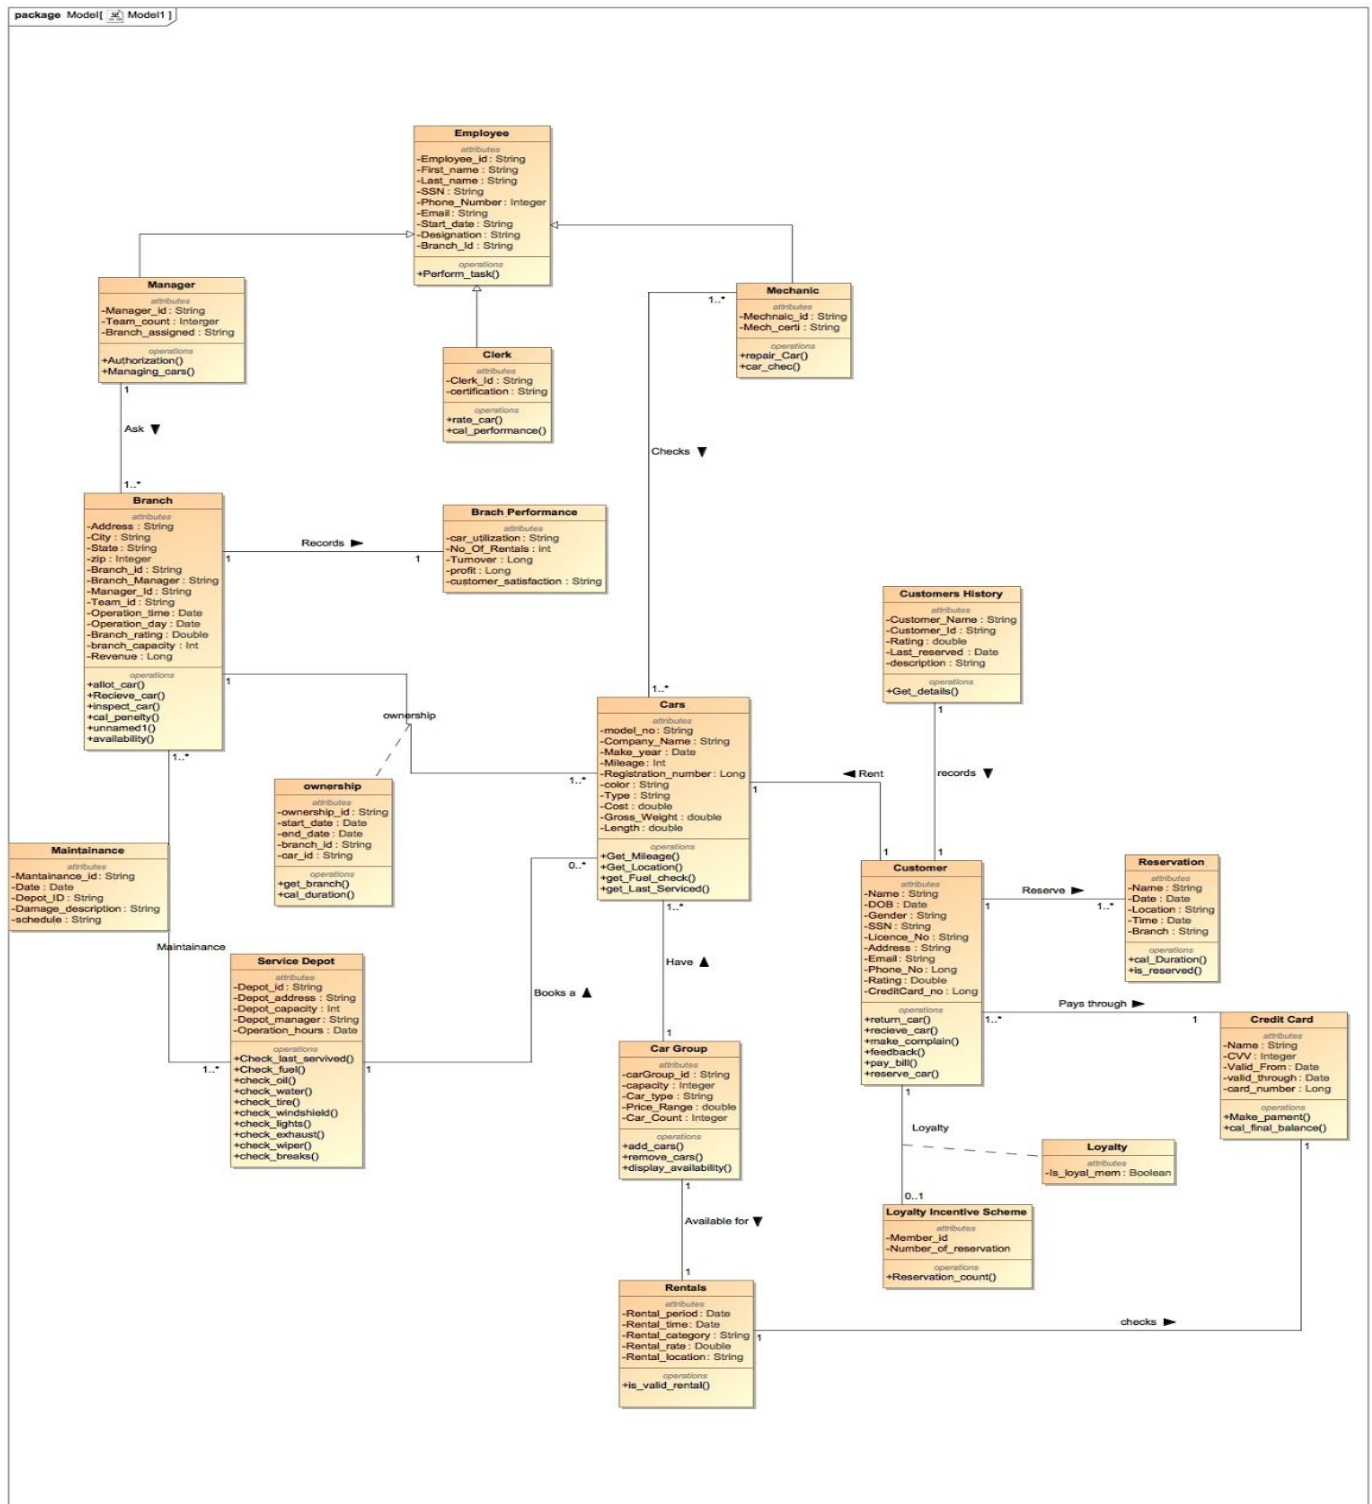 package Model[ Model1 ]
Employee
attributes
-Employee_id : String
-First_name : String
-Last_name : String
-SSN : String
-Phone_Number : Integer
-Email : String
-Start_date : String
-Designation : String
-Branch_Id : String
operations
+Perform_task()
Manager
attributes
-Manager_id : String
-Team_count : Interger
-Branch_assigned : String
operations
+Authorization()
+Managing_cars()
1
Ask ▼
1..*
Clerk
attributes
-Clerk_Id : String
-certification : String
operations
+rate_car()
+cal_performance()
Mechanic
attributes
-Mechnaic_id : String
-Mech_certi : String
operations
+repair_Car()
+car_chec()
1..*
Checks ▼
1..*
Branch
attributes
-Address : String
-City : String
-State : String
-zip : Integer
-Branch_id : String
-Branch_Manager : String
-Manager_Id : String
-Team_id : String
-Operation_time : Date
-Operation_day : Date
-Branch_rating : Double
-branch_capacity : Int
-Revenue : Long
operations
+allot_car()
+Recieve_car()
+inspect_car()
+cal_penelty()
+unnamed1()
+availability()
Records ►
1
1
Brach Performance
attributes
-car_utilization : String
-No_Of_Rentals : int
-Turnover : Long
-profit : Long
-customer_satisfaction : String
Customers History
attributes
-Customer_Name : String
-Customer_Id : String
-Rating : double
-Last_reserved : Date
-description : String
operations
+Get_details()
1
records ▼
1
1
ownership
1..*
ownership
attributes
-ownership_id : String
-start_date : Date
-end_date : Date
-branch_id : String
-car_id : String
operations
+get_branch()
+cal_duration()
Cars
attributes
-model_no : String
-Company_Name : String
-Make_year : Date
-Mileage : Int
-Registration_number : Long
-color : String
-Type : String
-Cost : double
-Gross_Weight : double
-Length : double
operations
+Get_Mileage()
+Get_Location()
+get_Fuel_check()
+get_Last_Serviced()
1
◄ Rent
1
1..*
Maintainance
attributes
-Mantainance_id : String
-Date : Date
-Depot_ID : String
-Damage_description : String
-schedule : String
Maintainance
1..*
Service Depot
attributes
-Depot_id : String
-Depot_address : String
-Depot_capacity : Int
-Depot_manager : String
-Operation_hours : Date
operations
+Check_last_servived()
+Check_fuel()
+check_oil()
+check_water()
+check_tire()
+check_windshield()
+check_lights()
+check_exhaust()
+check_wiper()
+check_breaks()
1
Books a ▲
0..*
1..*
Have ▲
1
Car Group
attributes
-carGroup_id : String
-capacity : Integer
-Car_type : String
-Price_Range : double
-Car_Count : Integer
operations
+add_cars()
+remove_cars()
+display_availability()
1
Available for ▼
1
Rentals
attributes
-Rental_period : Date
-Rental_time : Date
-Rental_category : String
-Rental_rate : Double
-Rental_location : String
operations
+is_valid_rental()
1
checks ►
1
Customer
attributes
-Name : String
-DOB : Date
-Gender : String
-SSN : String
-Licence_No : String
-Address : String
-Email : String
-Phone_No : Long
-Rating : Double
-CreditCard_no : Long
operations
+return_car()
+recieve_car()
+make_complain()
+feedback()
+pay_bill()
+reserve_car()
Reserve ►
1
1..*
Reservation
attributes
-Name : String
-Date : Date
-Location : String
-Time : Date
-Branch : String
operations
+cal_Duration()
+is_reserved()
Pays through ►
1..*
1
Credit Card
attributes
-Name : String
-CVV : Integer
-Valid_From : Date
-valid_through : Date
-card_number : Long
operations
+Make_pament()
+cal_final_balance()
1
Loyalty
0..1
Loyalty
attributes
-Is_loyal_mem : Boolean
Loyalty Incentive Scheme
attributes
-Member_id
-Number_of_reservation
operations
+Reservation_count()